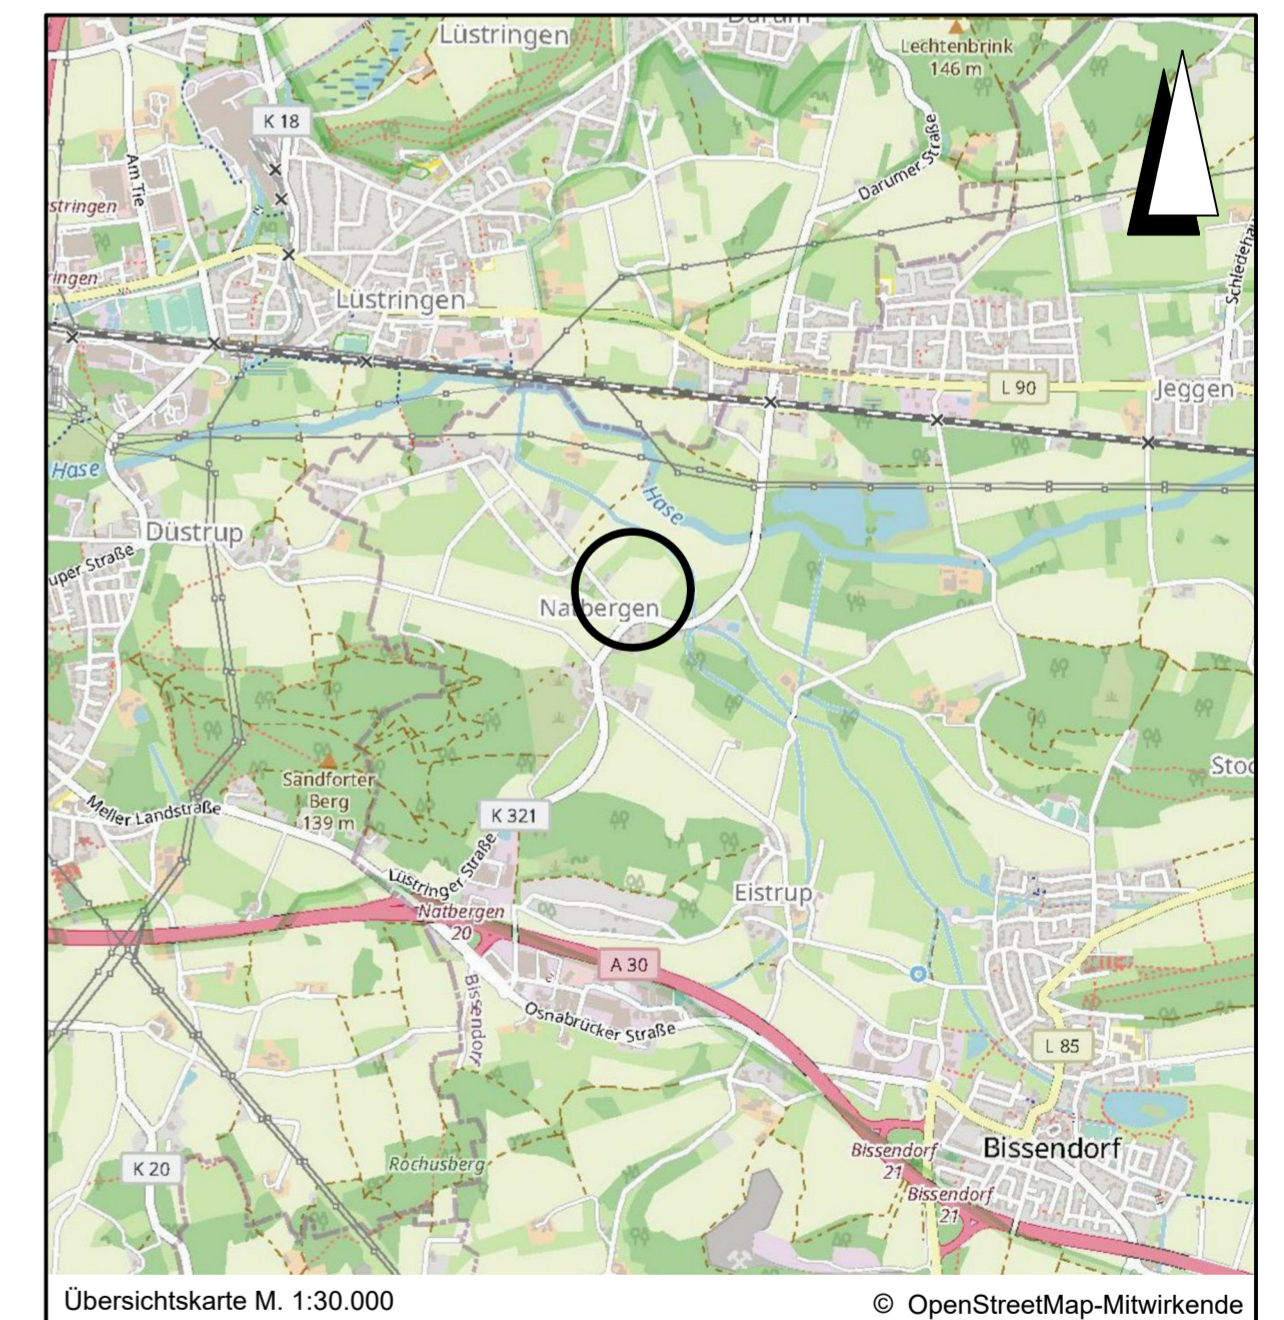 Lüstringen
Darum
Lechtenbrink
146 m
K 18
Am Tie
Darumer Straße
stringen
ringen
Schledehau
Lüstringen
L 90
Jeggen
Hase
Hase
Düstrup
uper Straße
Natbergen
Sandforter
Berg
139 m
Stoc
Meller Landstraße
K 321
Lüstringer Straße
Eistrup
Natbergen
20
A 30
Bissendorf
Osnabrücker Straße
L 85
Bissendorf
Bissendorf
21
Bissendorf
21
Rochusberg
K 20
Übersichtskarte M. 1:30.000
© OpenStreetMap-Mitwirkende